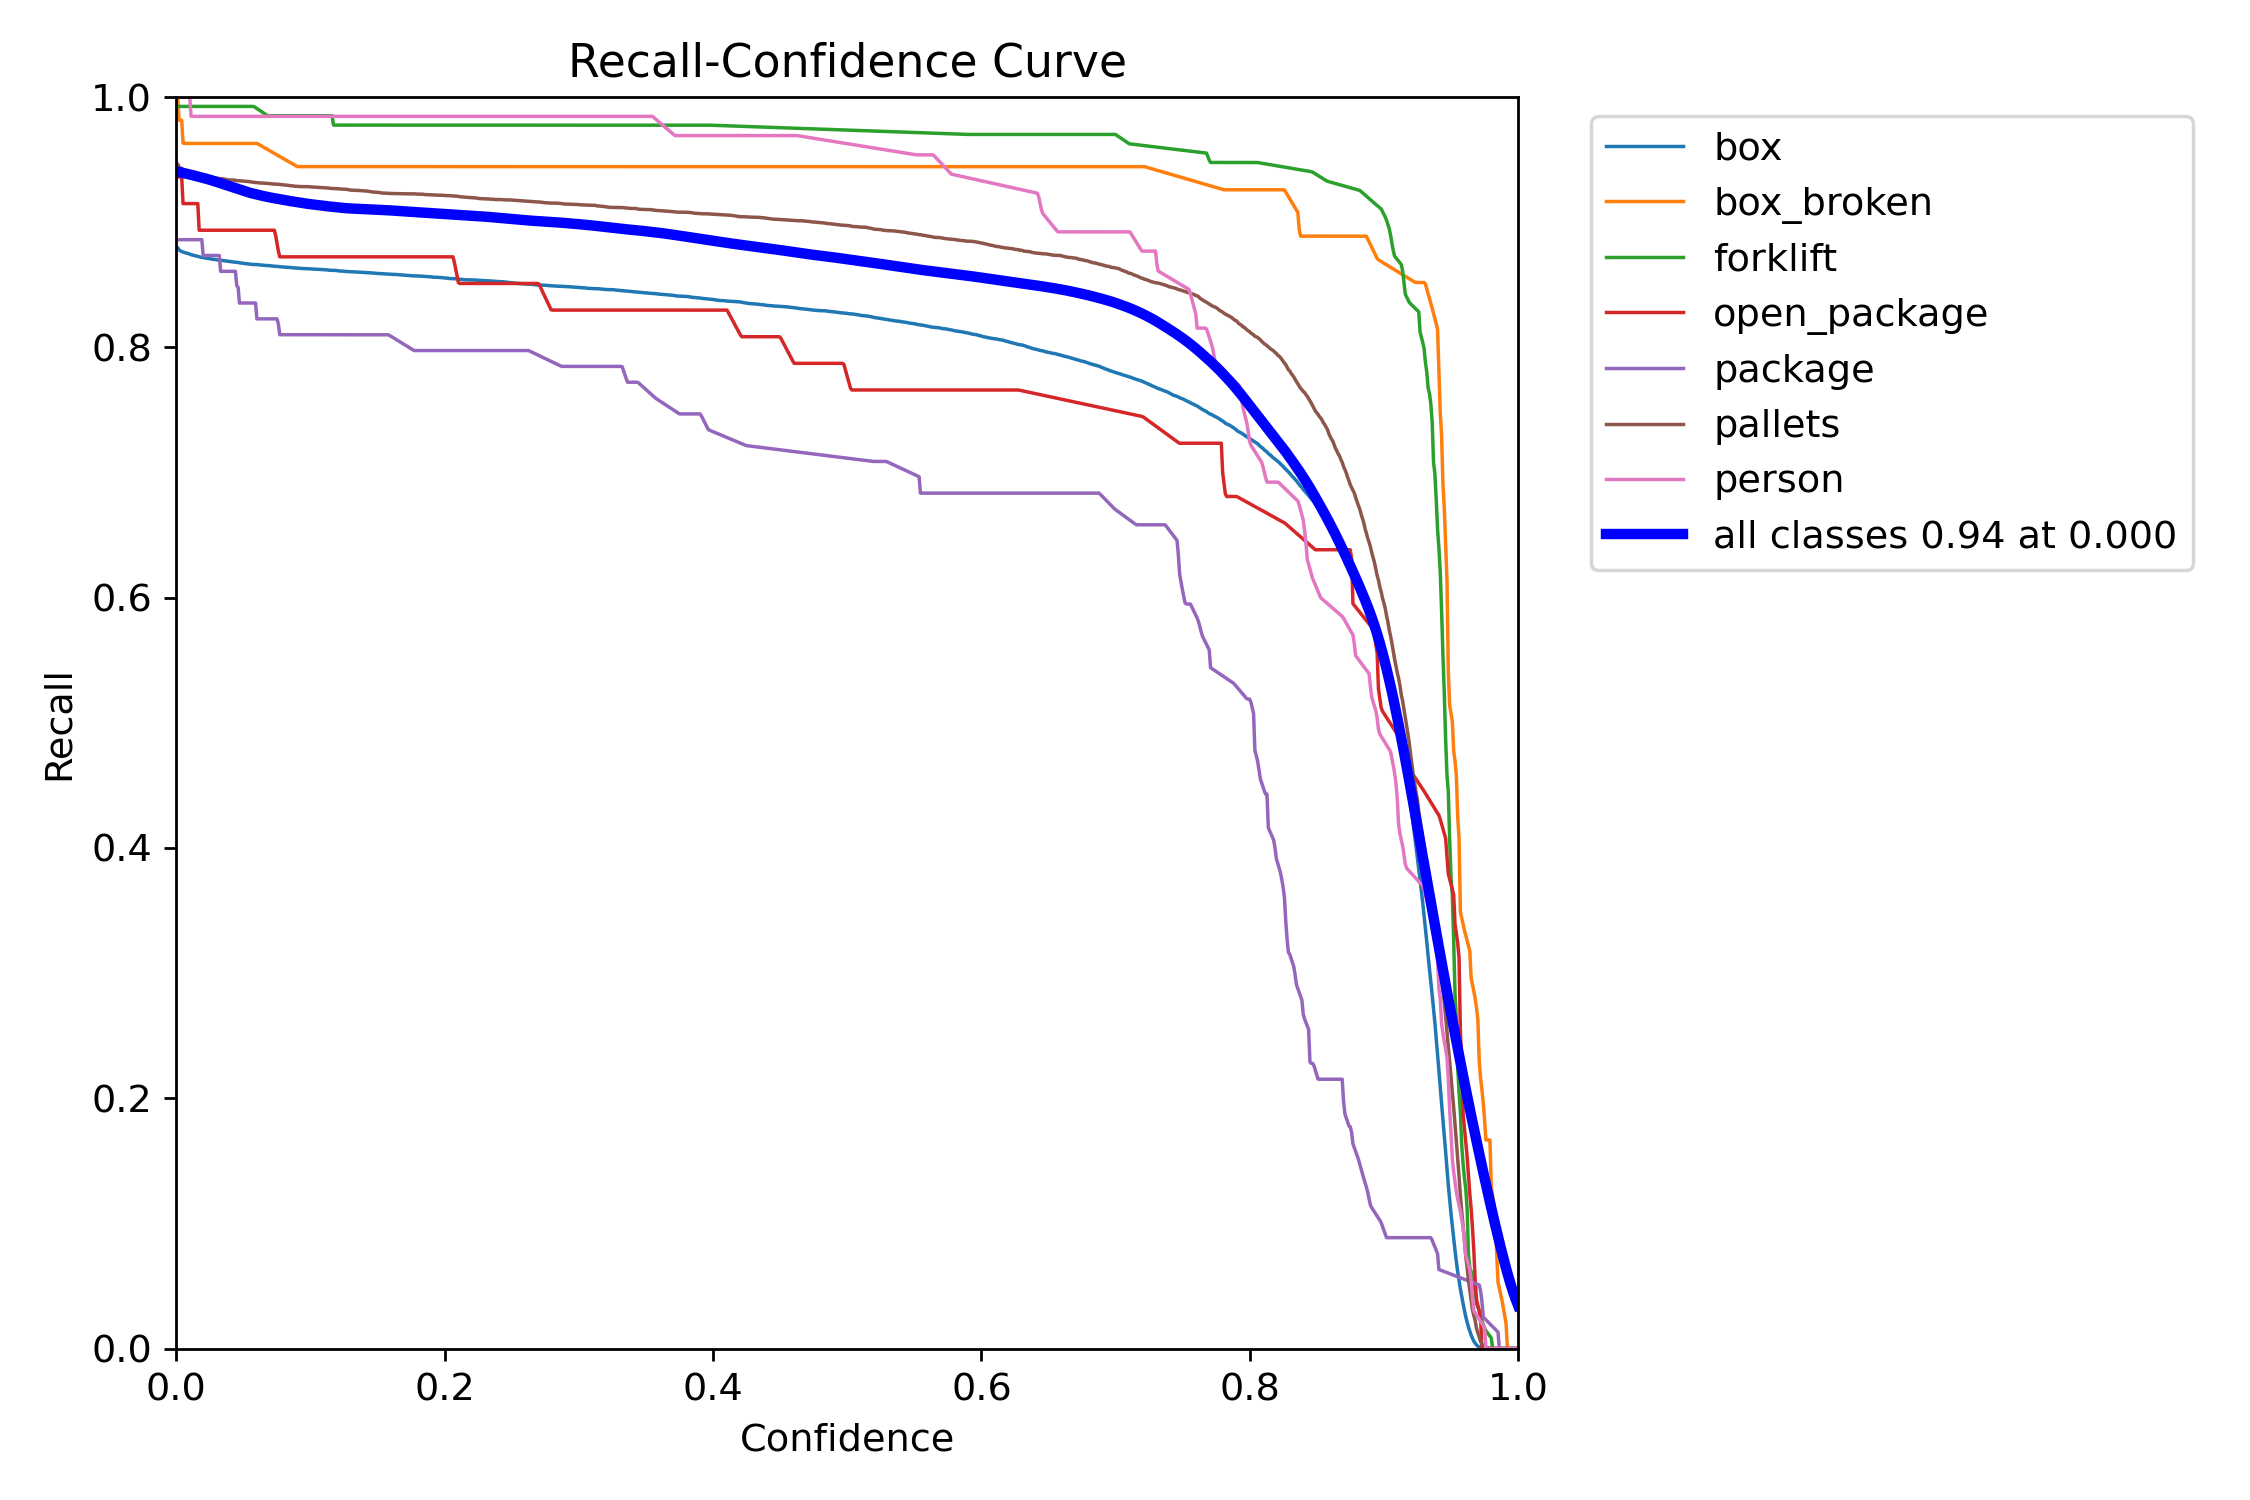 Recall-Confidence Curve
1.0
0.8
0.6
0.4
0.2
0.0
Recall
0.0 0.2 0.4 0.6 0.8 1.0
Confidence
box
box_broken
forklift
open_package
package
pallets
person
all classes 0.94 at 0.000